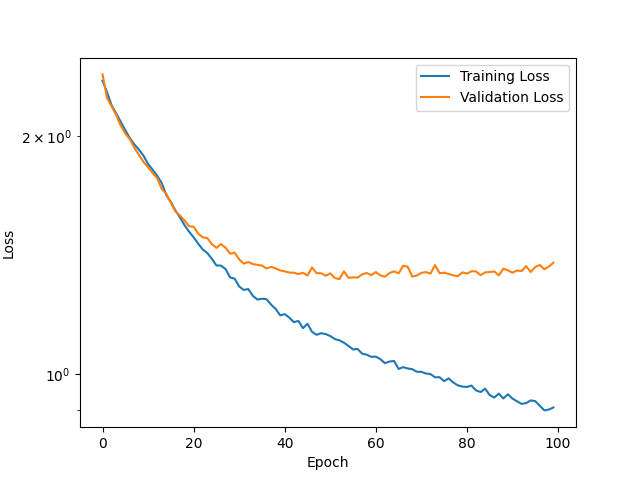 Training Loss
Validation Loss
2 × 10⁰
10⁰
Loss
0 20 40 60 80 100
Epoch